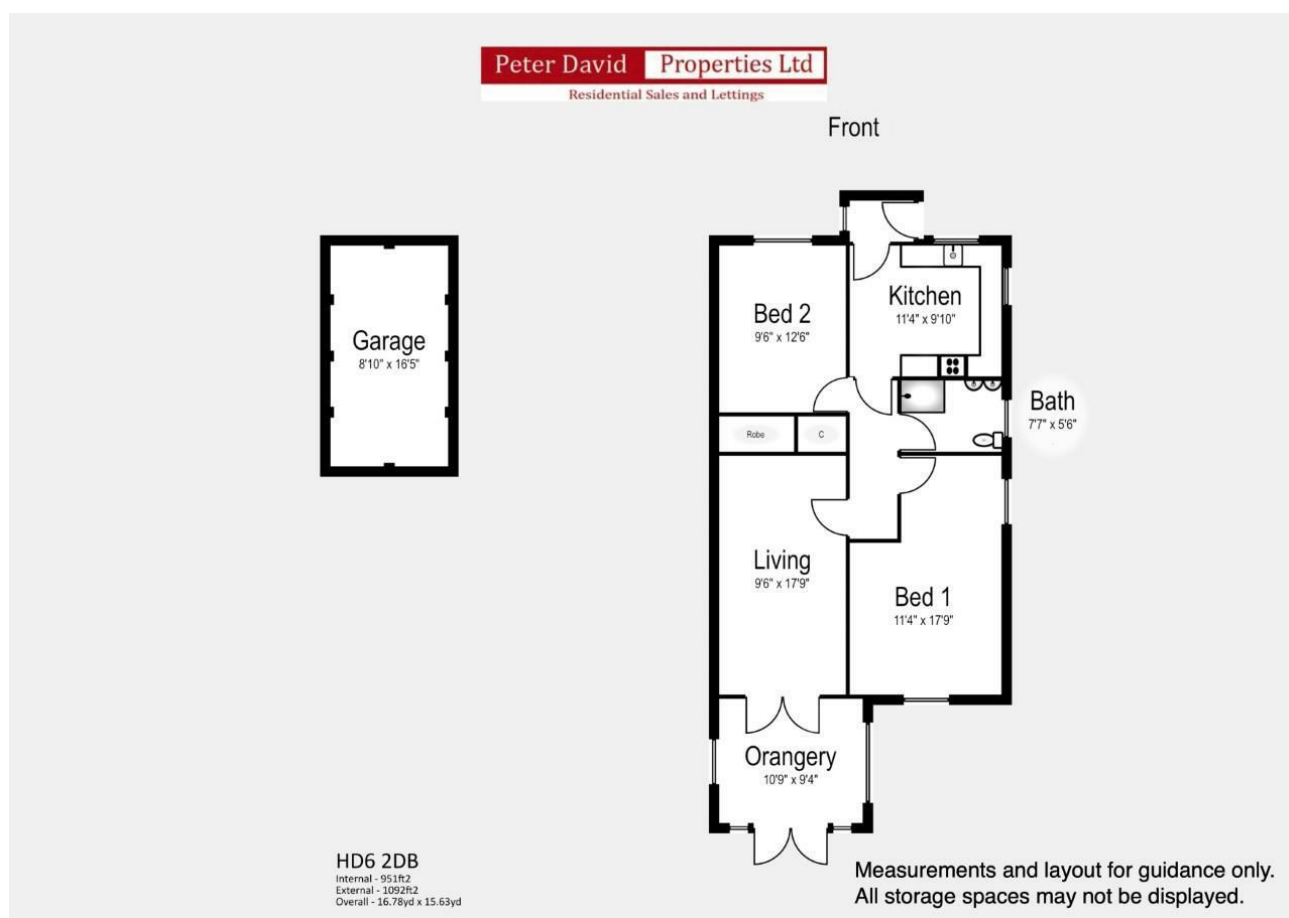 Peter David Properties Ltd
Residential Sales and Lettings
Front
Garage
8'10" x 16'5"
Bed 2
9'6" x 12'6"
Kitchen
11'4" x 9'10"
Bath
7'7" x 5'6"
Robe
C
Living
9'6" x 17'9"
Bed 1
11'4" x 17'9"
Orangery
10'9" x 9'4"
HD6 2DB
Internal - 951ft2
External - 1092ft2
Overall - 16.78yd x 15.63yd
Measurements and layout for guidance only.
All storage spaces may not be displayed.